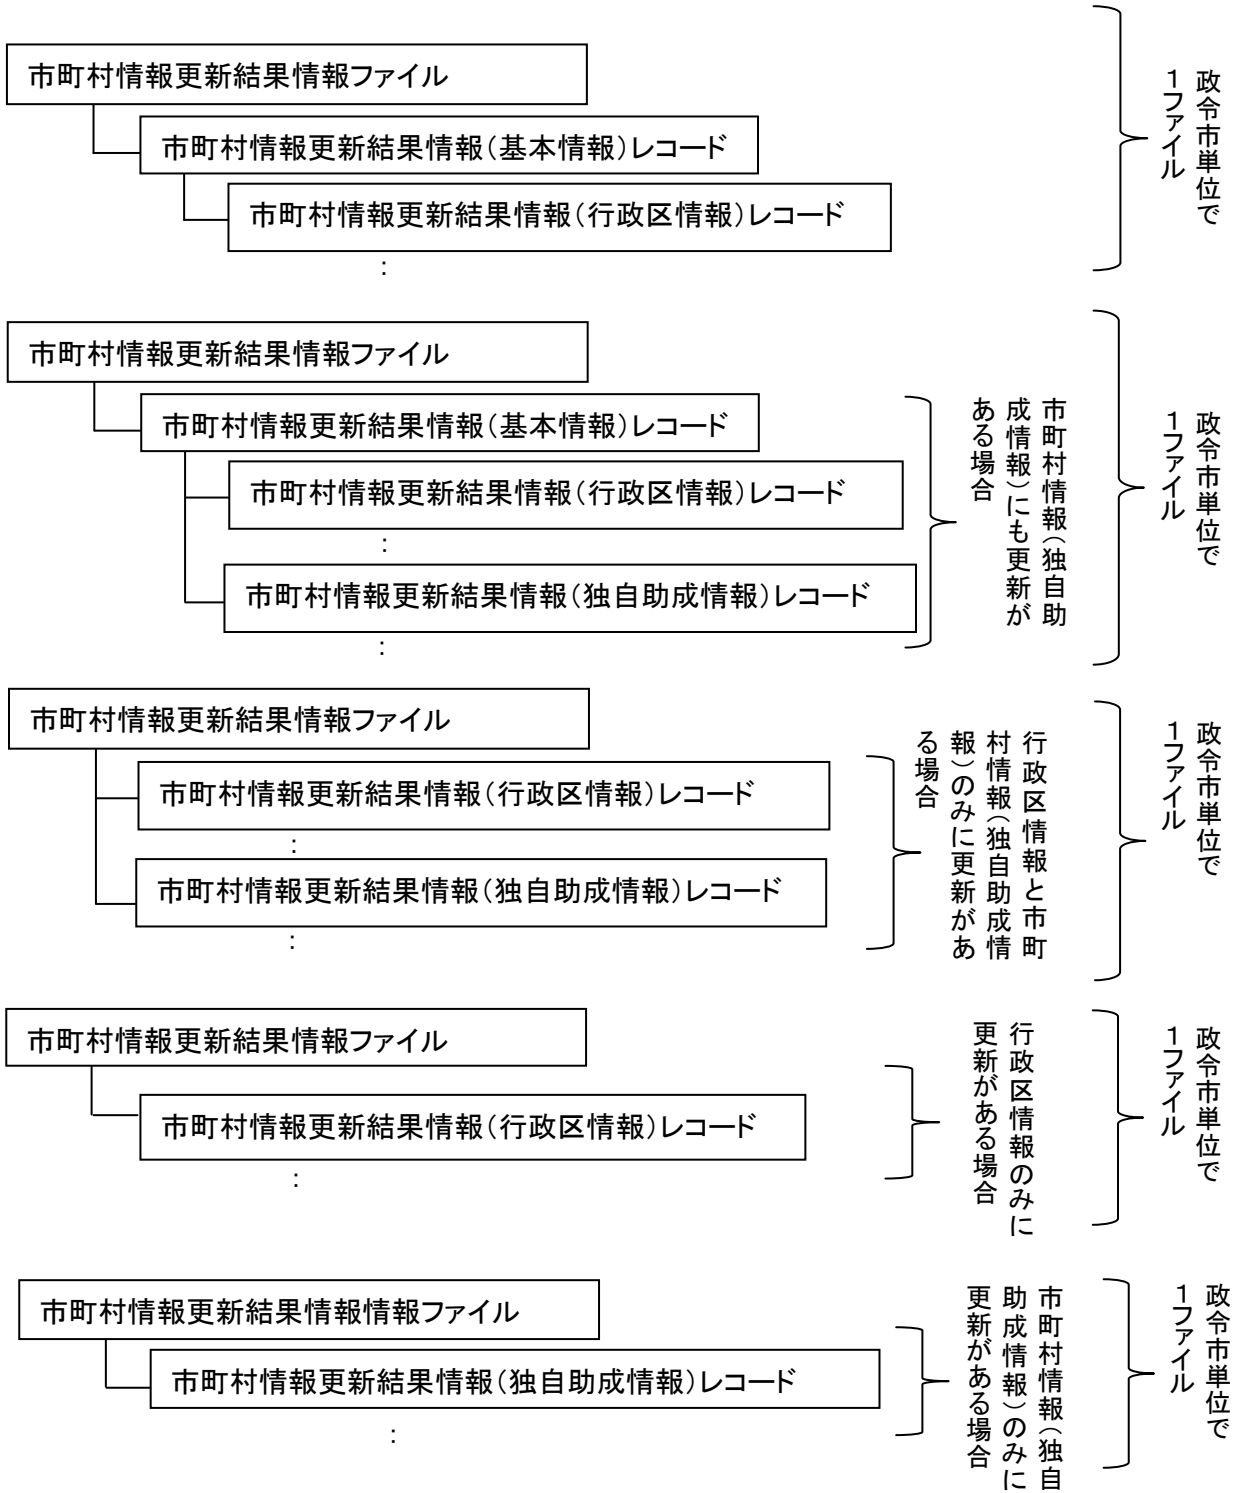 市町村情報更新結果情報ファイル
市町村情報更新結果情報（基本情報）レコード
市町村情報更新結果情報（行政区情報）レコード
：
政令市単位で
１ファイル
市町村情報更新結果情報ファイル
市町村情報更新結果情報（基本情報）レコード
市町村情報更新結果情報（行政区情報）レコード
：
市町村情報更新結果情報（独自助成情報）レコード
：
市町村情報（独自助
成情報）にも更新が
ある場合
政令市単位で
１ファイル
市町村情報更新結果情報ファイル
市町村情報更新結果情報（行政区情報）レコード
：
市町村情報更新結果情報（独自助成情報）レコード
：
行政区情報と市町
村情報（独自助成情
報）のみに更新があ
る場合
政令市単位で
１ファイル
市町村情報更新結果情報ファイル
市町村情報更新結果情報（行政区情報）レコード
：
行政区情報のみに
更新がある場合
政令市単位で
１ファイル
市町村情報更新結果情報情報ファイル
市町村情報更新結果情報（独自助成情報）レコード
：
市町村情報（独自
助成情報）のみに
更新がある場合
政令市単位で
１ファイル